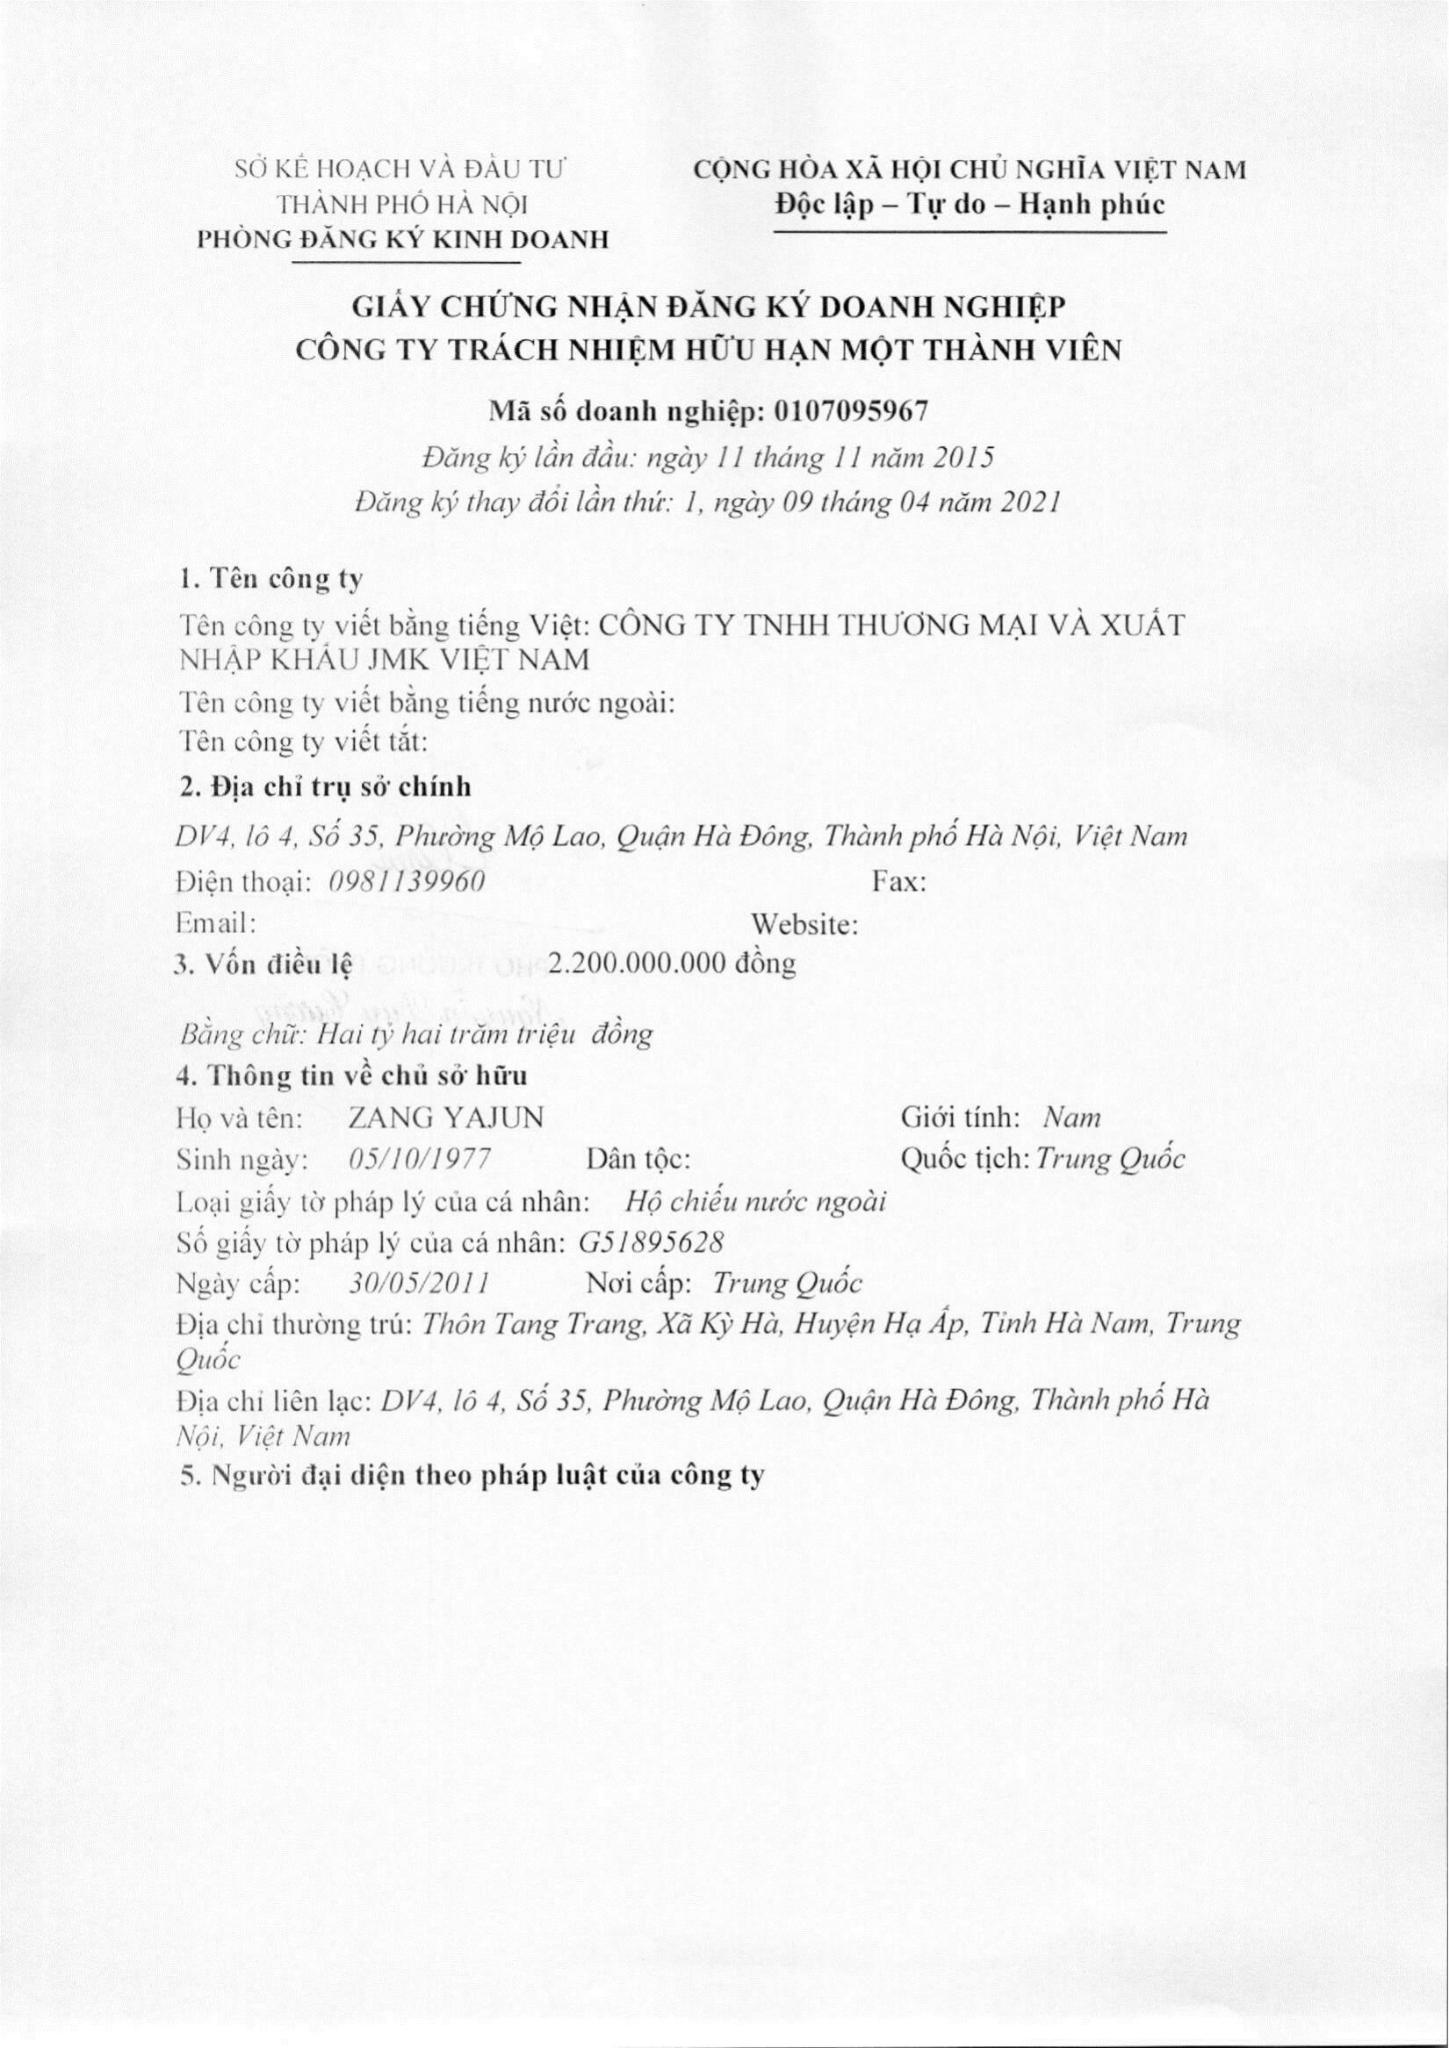 SỞ KẾ HOẠCH VÀ ĐẦU TƯ
THÀNH PHỐ HÀ NỘI
PHÒNG ĐĂNG KÝ KINH DOANH
CỘNG HÒA XÃ HỘI CHỦ NGHĨA VIỆT NAM
Độc lập – Tự do – Hạnh phúc
GIẤY CHỨNG NHẬN ĐĂNG KÝ DOANH NGHIỆP
CÔNG TY TRÁCH NHIỆM HỮU HẠN MỘT THÀNH VIÊN
Mã số doanh nghiệp: 0107095967
Đăng ký lần đầu: ngày 11 tháng 11 năm 2015
Đăng ký thay đổi lần thứ: 1, ngày 09 tháng 04 năm 2021
1. Tên công ty
Tên công ty viết bằng tiếng Việt: CÔNG TY TNHH THƯƠNG MẠI VÀ XUẤT
NHẬP KHẨU JMK VIỆT NAM
Tên công ty viết bằng tiếng nước ngoài:
Tên công ty viết tắt:
2. Địa chỉ trụ sở chính
DV4, lô 4, Số 35, Phường Mộ Lao, Quận Hà Đông, Thành phố Hà Nội, Việt Nam
Điện thoại: 0981139960 Fax:
Email: Website:
3. Vốn điều lệ 2.200.000.000 đồng
Bằng chữ: Hai tỷ hai trăm triệu đồng
4. Thông tin về chủ sở hữu
Họ và tên: ZANG YAJUN Giới tính: Nam
Sinh ngày: 05/10/1977 Dân tộc: Quốc tịch: Trung Quốc
Loại giấy tờ pháp lý của cá nhân: Hộ chiếu nước ngoài
Số giấy tờ pháp lý của cá nhân: G51895628
Ngày cấp: 30/05/2011 Nơi cấp: Trung Quốc
Địa chỉ thường trú: Thôn Tang Trang, Xã Kỳ Hà, Huyện Hạ Ấp, Tỉnh Hà Nam, Trung
Quốc
Địa chỉ liên lạc: DV4, lô 4, Số 35, Phường Mộ Lao, Quận Hà Đông, Thành phố Hà
Nội, Việt Nam
5. Người đại diện theo pháp luật của công ty